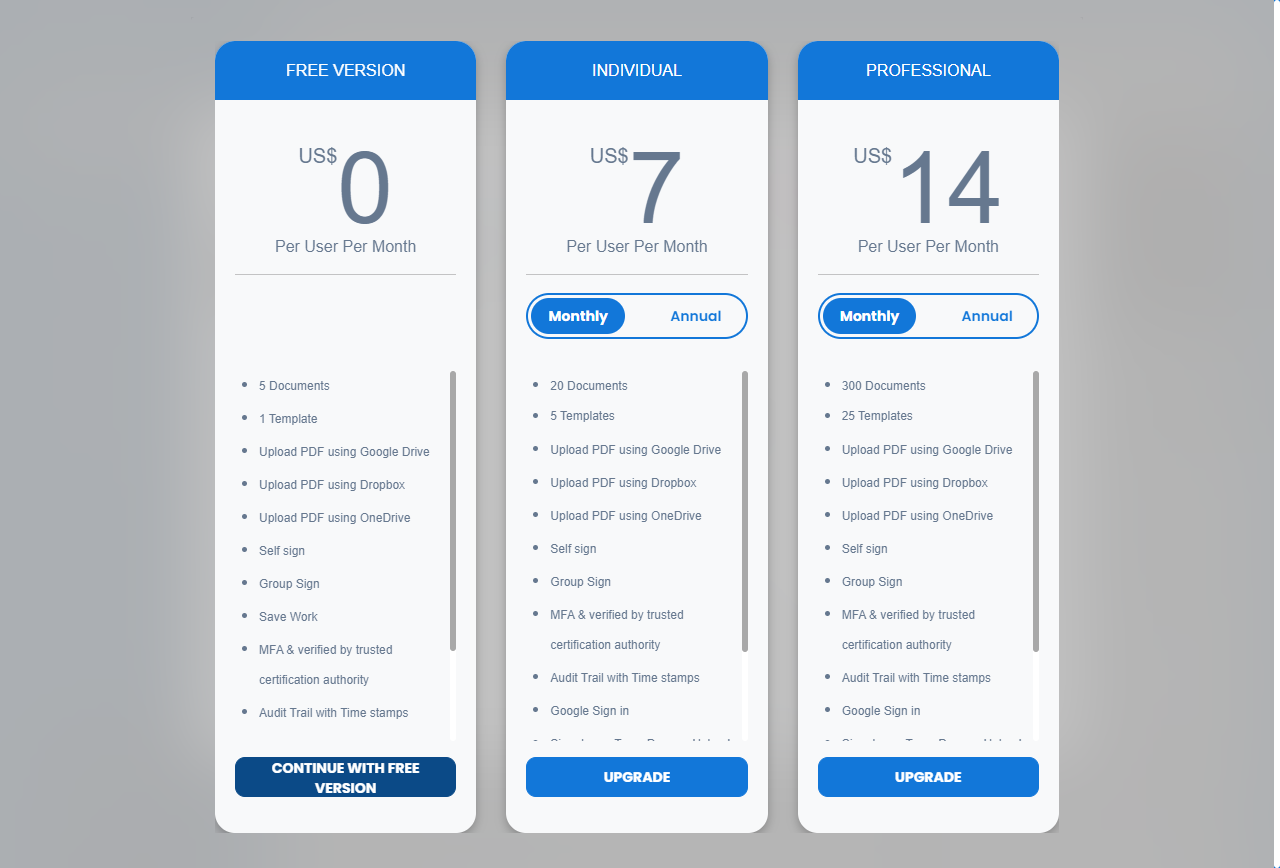 FREE VERSION
US$0
Per User Per Month
5 Documents
1 Template
Upload PDF using Google Drive
Upload PDF using Dropbox
Upload PDF using OneDrive
Self sign
Group Sign
Save Work
MFA & verified by trusted
certification authority
Audit Trail with Time stamps
CONTINUE WITH FREE
VERSION
INDIVIDUAL
US$7
Per User Per Month
Monthly Annual
20 Documents
5 Templates
Upload PDF using Google Drive
Upload PDF using Dropbox
Upload PDF using OneDrive
Self sign
Group Sign
MFA & verified by trusted
certification authority
Audit Trail with Time stamps
Google Sign in
UPGRADE
PROFESSIONAL
US$14
Per User Per Month
Monthly Annual
300 Documents
25 Templates
Upload PDF using Google Drive
Upload PDF using Dropbox
Upload PDF using OneDrive
Self sign
Group Sign
MFA & verified by trusted
certification authority
Audit Trail with Time stamps
Google Sign in
UPGRADE